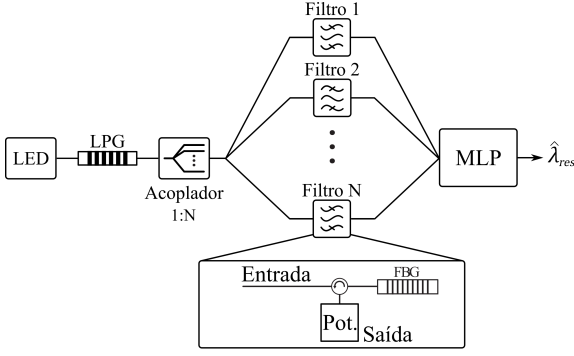 Filtro 1
Filtro 2
LPG
LED
Acoplador
1:N
MLP
λ̂res
Filtro N
Entrada
FBG
Pot.
Saída